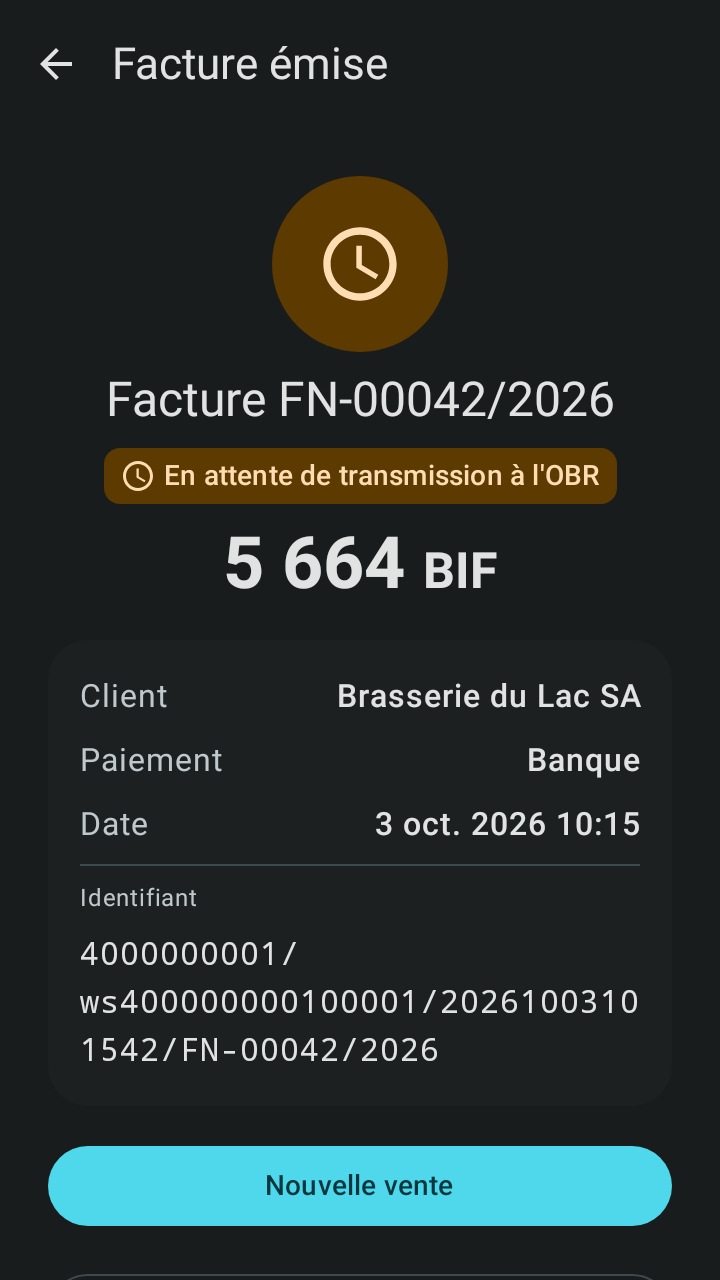 Facture émise
Facture FN-00042/2026
En attente de transmission à l'OBR
5 664 BIF
Client Brasserie du Lac SA
Paiement Banque
Date 3 oct. 2026 10:15
Identifiant
4000000001/
ws400000000100001/2026100310
1542/FN-00042/2026
Nouvelle vente